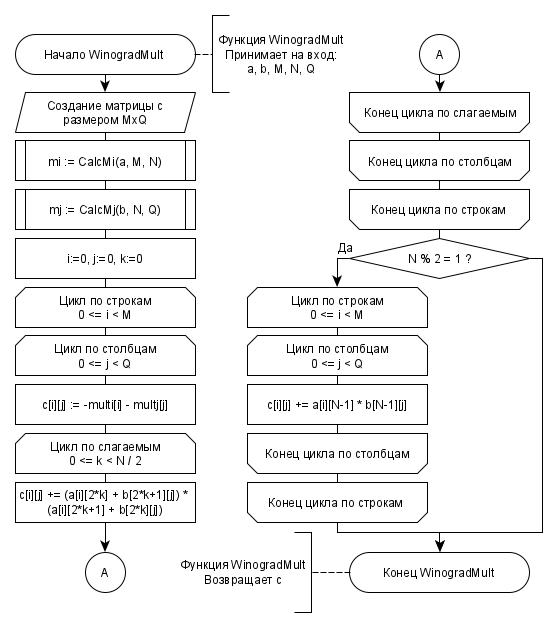 Начало WinogradMult
Функция WinogradMult
Принимает на вход:
a, b, M, N, Q
Создание матрицы с
размером MxQ
mi := CalcMi(a, M, N)
mj := CalcMj(b, N, Q)
i:=0, j:=0, k:=0
Цикл по строкам
0 <= i < M
Цикл по столбцам
0 <= j < Q
c[i][j] := -multi[i] - multj[j]
Цикл по слагаемым
0 <= k < N / 2
c[i][j] += (a[i][2*k] + b[2*k+1][j]) *
(a[i][2*k+1] + b[2*k][j])
A
A
Конец цикла по слагаемым
Конец цикла по столбцам
Конец цикла по строкам
N % 2 = 1 ?
Да
Цикл по строкам
0 <= i < M
Цикл по столбцам
0 <= j < Q
c[i][j] += a[i][N-1] * b[N-1][j]
Конец цикла по столбцам
Конец цикла по строкам
Функция WinogradMult
Возвращает c
Конец WinogradMult